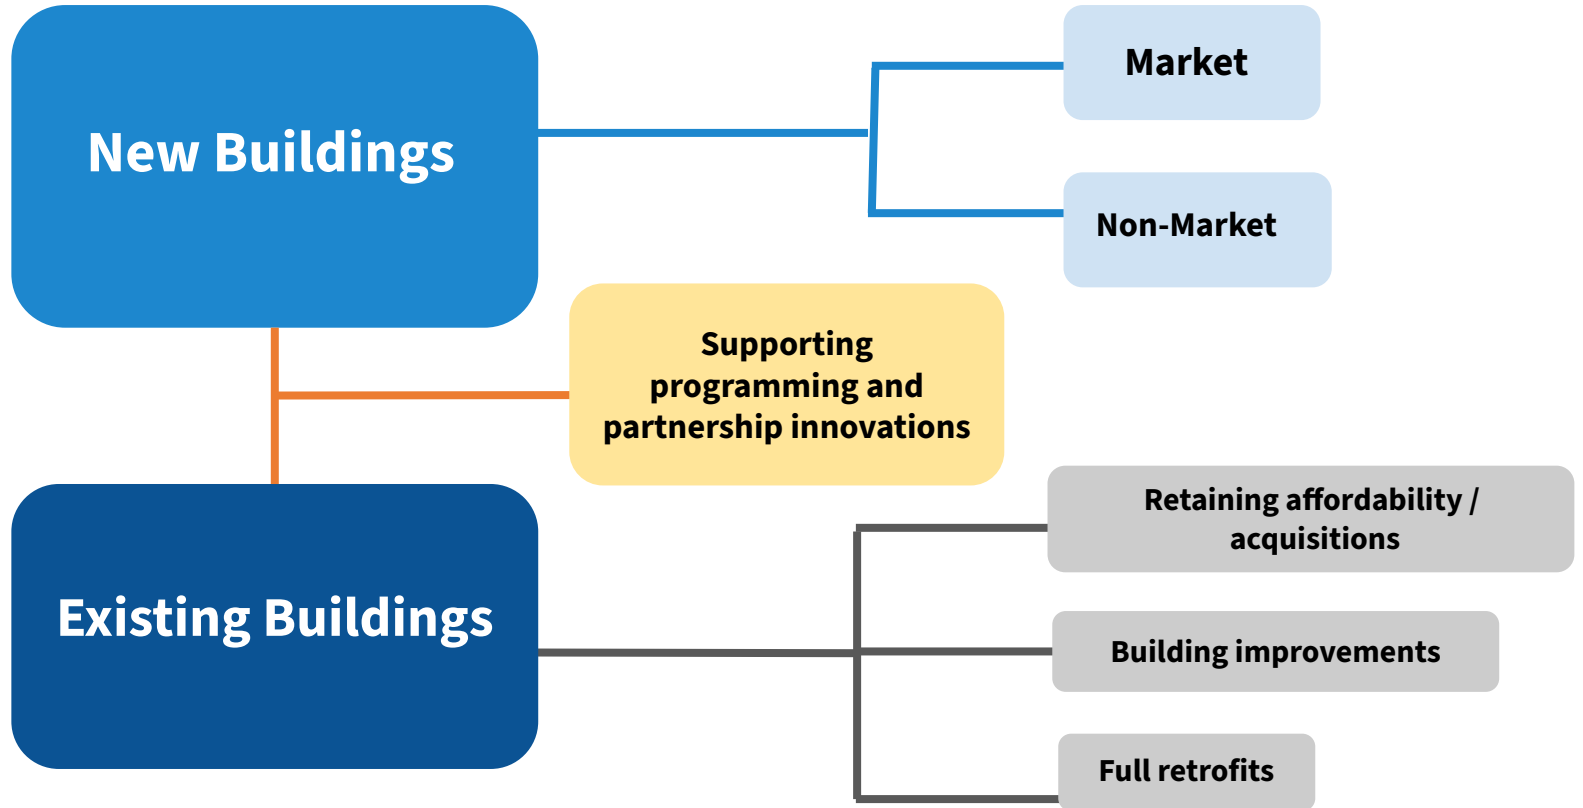 New Buildings
Market
Non-Market
Supporting
programming and
partnership innovations
Existing Buildings
Retaining affordability /
acquisitions
Building improvements
Full retrofits